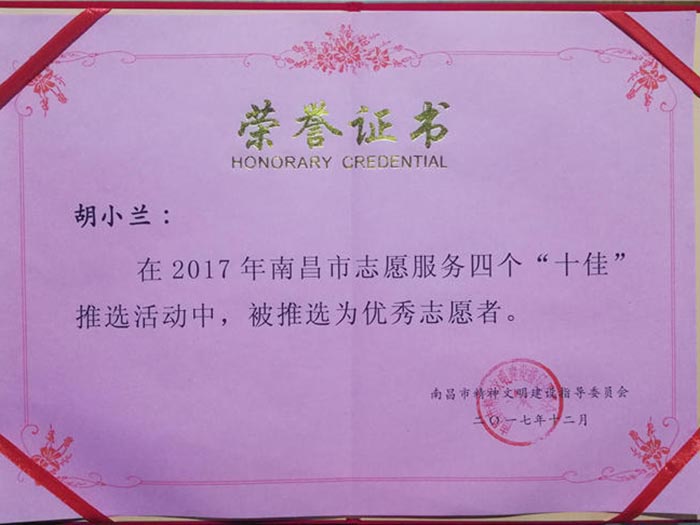 荣誉证书
HONORARY CREDENTIAL
胡小兰：
在2017年南昌市志愿服务四个“十佳”
推选活动中，被推选为优秀志愿者。
南昌市精神文明建设指导委员会
二〇一七年十二月